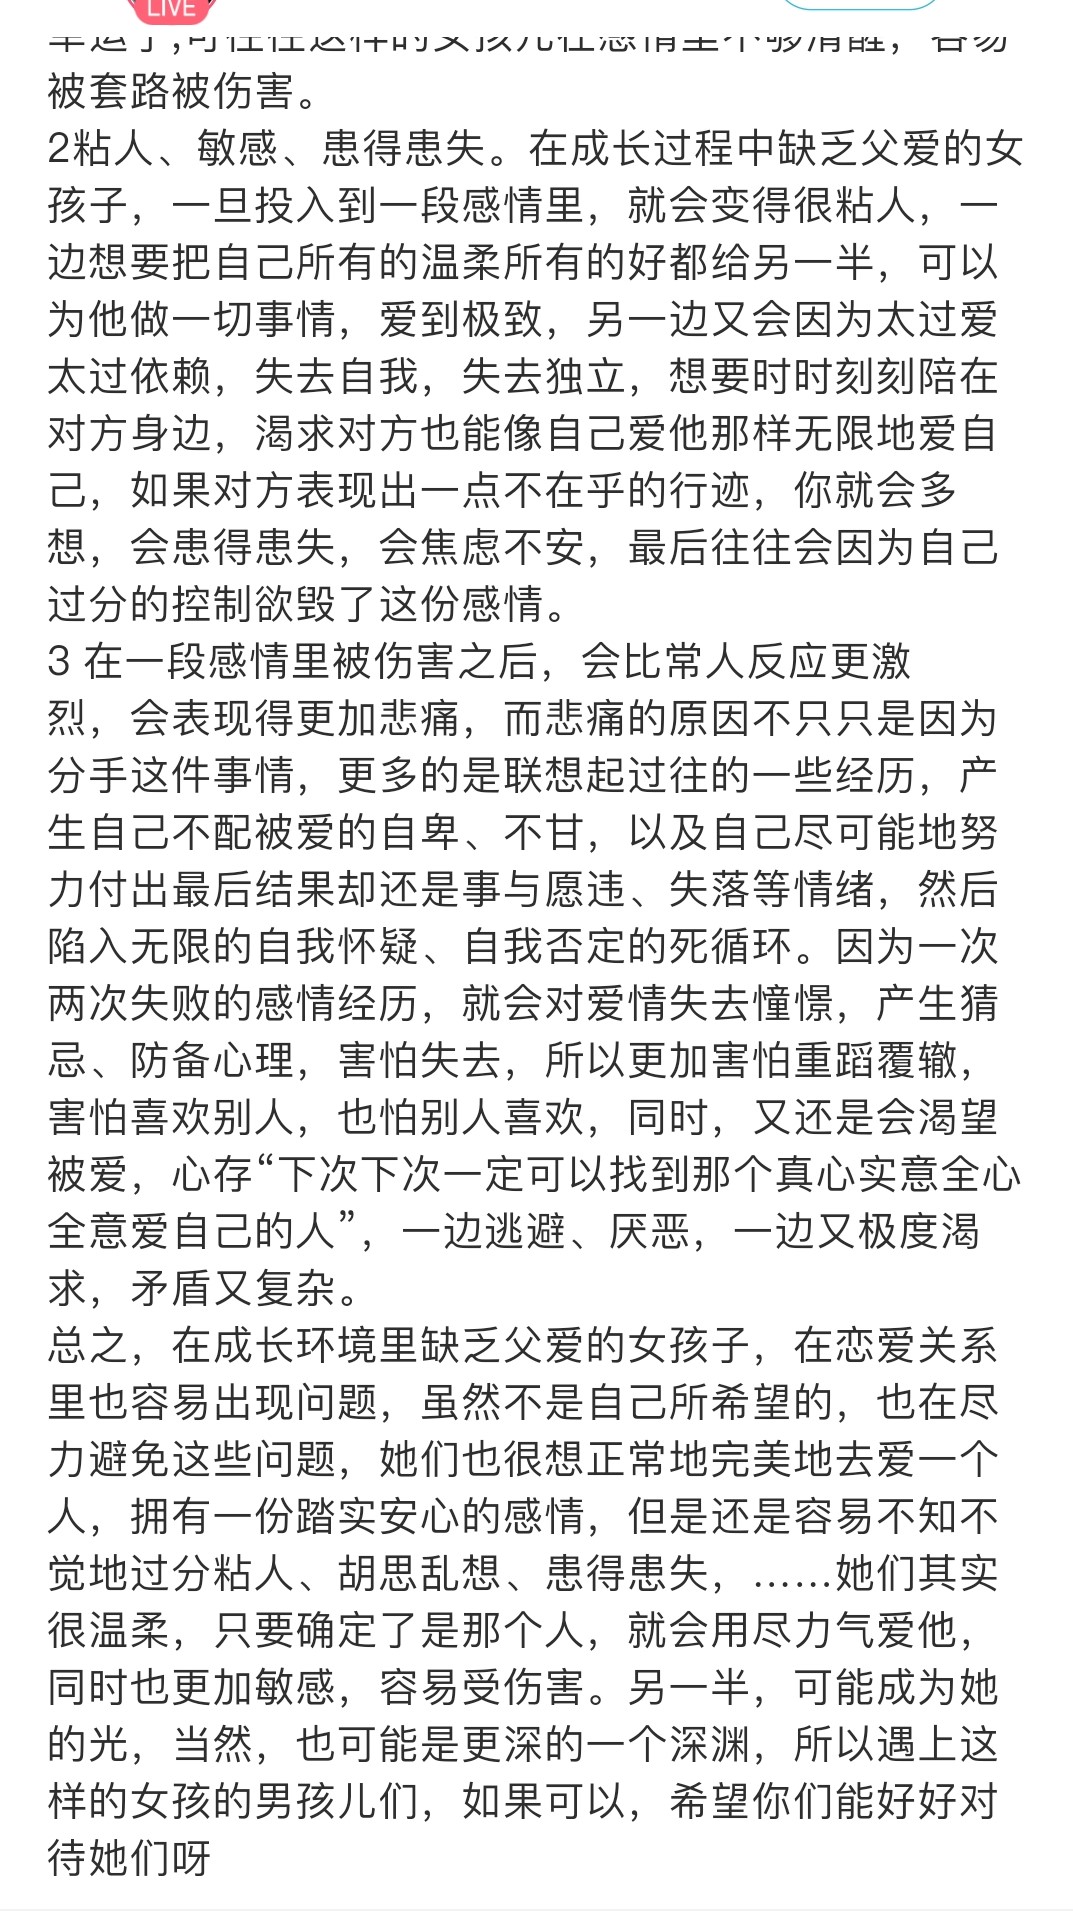 LIVE
被套路被伤害。
2粘人、敏感、患得患失。在成长过程中缺乏父爱的女
孩子，一旦投入到一段感情里，就会变得很粘人，一
边想要把自己所有的温柔所有的好都给另一半，可以
为他做一切事情，爱到极致，另一边又会因为太过爱
太过依赖，失去自我，失去独立，想要时时刻刻陪在
对方身边，渴求对方也能像自己爱他那样无限地爱自
己，如果对方表现出一点不在乎的行迹，你就会多
想，会患得患失，会焦虑不安，最后往往会因为自己
过分的控制欲毁了这份感情。
3 在一段感情里被伤害之后，会比常人反应更激
烈，会表现得更加悲痛，而悲痛的原因不只只是因为
分手这件事情，更多的是联想起过往的一些经历，产
生自己不配被爱的自卑、不甘，以及自己尽可能地努
力付出最后结果却还是事与愿违、失落等情绪，然后
陷入无限的自我怀疑、自我否定的死循环。因为一次
两次失败的感情经历，就会对爱情失去憧憬，产生猜
忌、防备心理，害怕失去，所以更加害怕重蹈覆辙，
害怕喜欢别人，也怕别人喜欢，同时，又还是会渴望
被爱，心存“下次下次一定可以找到那个真心实意全心
全意爱自己的人”，一边逃避、厌恶，一边又极度渴
求，矛盾又复杂。
总之，在成长环境里缺乏父爱的女孩子，在恋爱关系
里也容易出现问题，虽然不是自己所希望的，也在尽
力避免这些问题，她们也很想正常地完美地去爱一个
人，拥有一份踏实安心的感情，但是还是容易不知不
觉地过分粘人、胡思乱想、患得患失，……她们其实
很温柔，只要确定了是那个人，就会用尽力气爱他，
同时也更加敏感，容易受伤害。另一半，可能成为她
的光，当然，也可能是更深的一个深渊，所以遇上这
样的女孩的男孩儿们，如果可以，希望你们能好好对
待她们呀